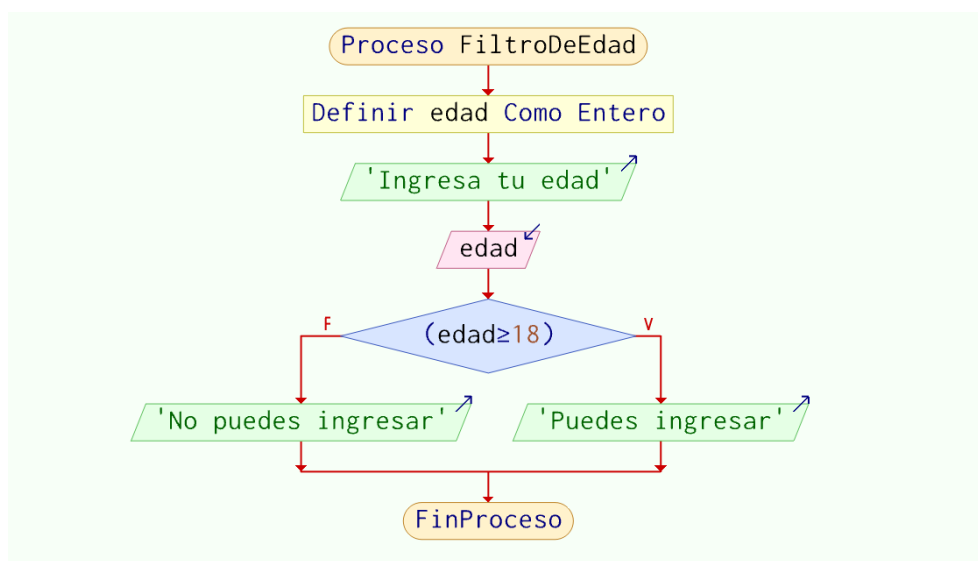 Proceso FiltroDeEdad
Definir edad Como Entero
'Ingresa tu edad'
edad
F
V
(edad≥18)
'No puedes ingresar'
'Puedes ingresar'
FinProceso